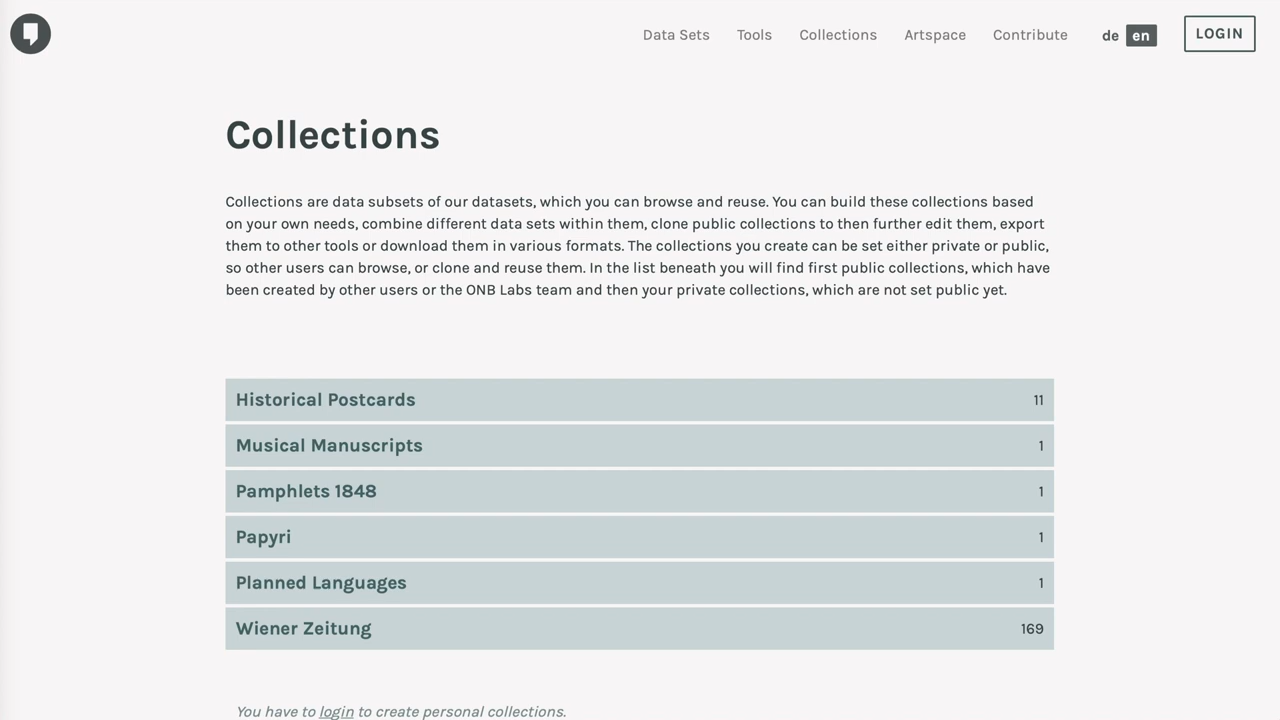 Data Sets Tools Collections Artspace Contribute de en LOGIN
Collections
Collections are data subsets of our datasets, which you can browse and reuse. You can build these collections based
on your own needs, combine different data sets within them, clone public collections to then further edit them, export
them to other tools or download them in various formats. The collections you create can be set either private or public,
so other users can browse, or clone and reuse them. In the list beneath you will find first public collections, which have
been created by other users or the ONB Labs team and then your private collections, which are not set public yet.
Historical Postcards 11
Musical Manuscripts 1
Pamphlets 1848 1
Papyri 1
Planned Languages 1
Wiener Zeitung 169
You have to login to create personal collections.